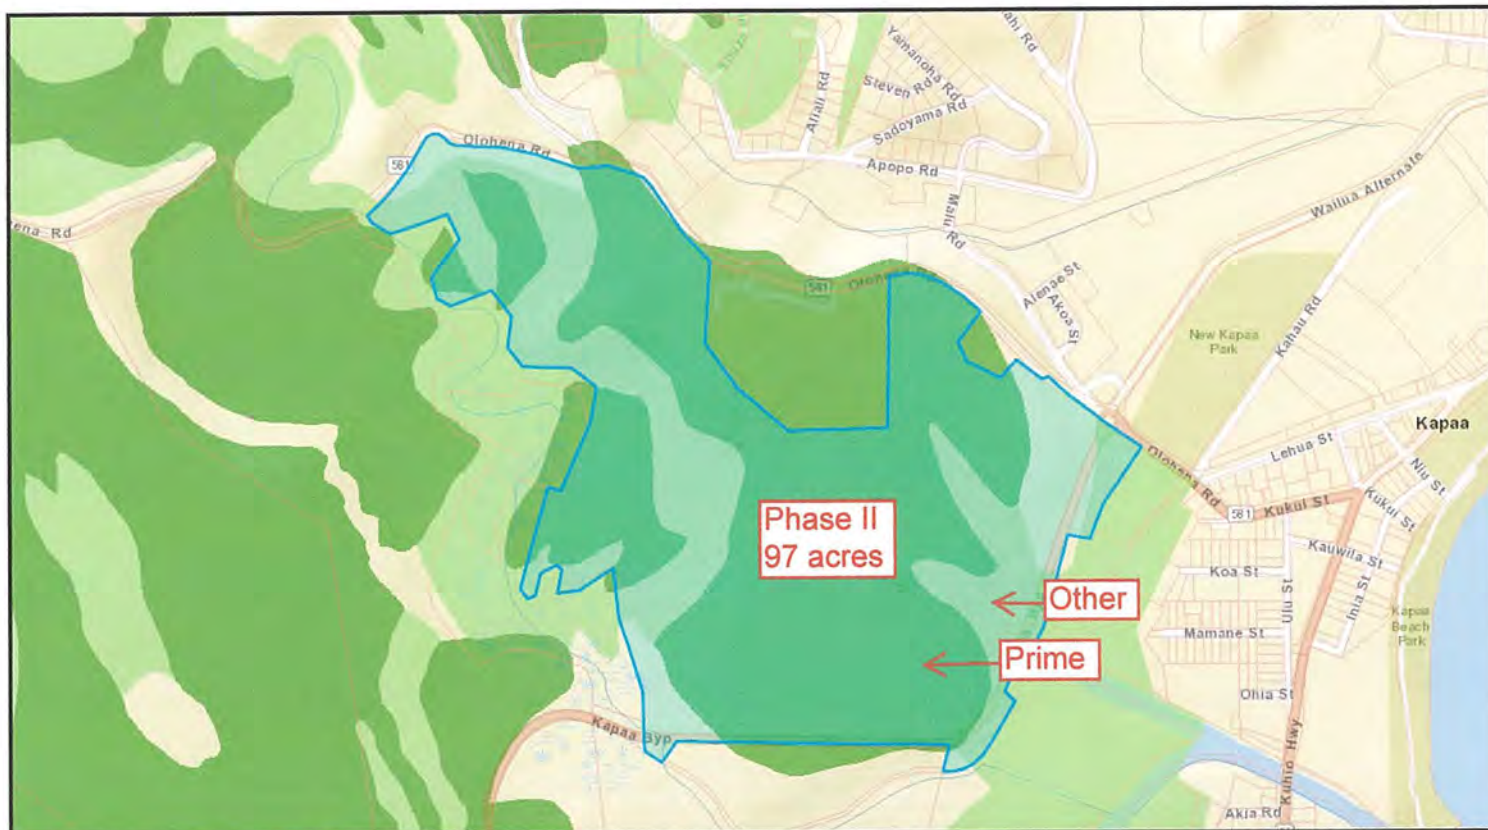 ahi Rd
Yamanoha Rd
Aliali Rd
Steven Rd
Sadoyama Rd
Olohena Rd
581
Apopo Rd
Wailua Alternate
Malu Rd
ena Rd
Olohena Rd
581
Alenae St
Akoa St
Kahau Rd
New Kapaa
Park
Kapaa
Lehua St
Niu St
Olohena Rd
Kukui St
581
Kukui St
Phase II
97 acres
Kauwila St
Koa St
Ulu St
Inia St
Other
Kapaa
Beach
Park
Mamane St
Prime
Ohia St
Kapaa Byp
Kuhio Hwy
Akia Rd